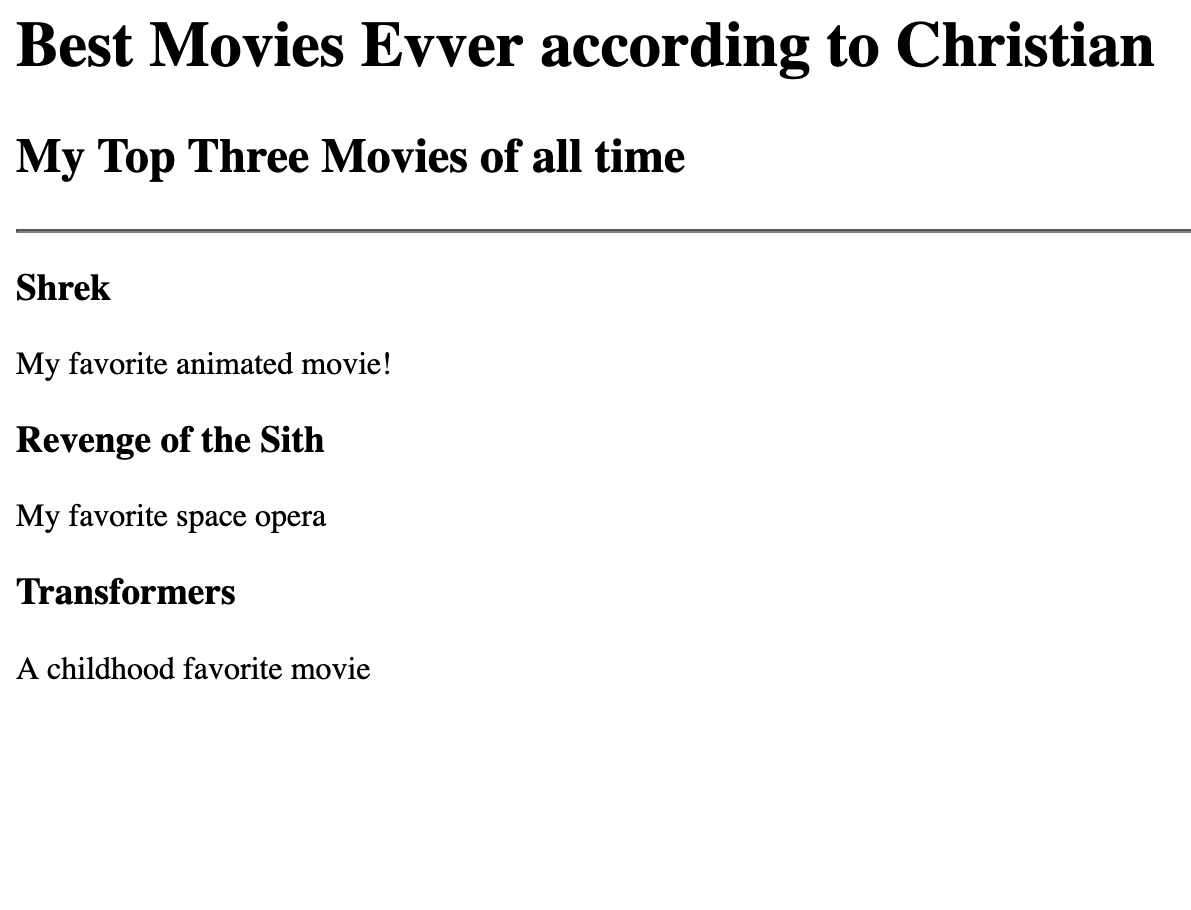 Best Movies Evver according to Christian
My Top Three Movies of all time
Shrek
My favorite animated movie!
Revenge of the Sith
My favorite space opera
Transformers
A childhood favorite movie